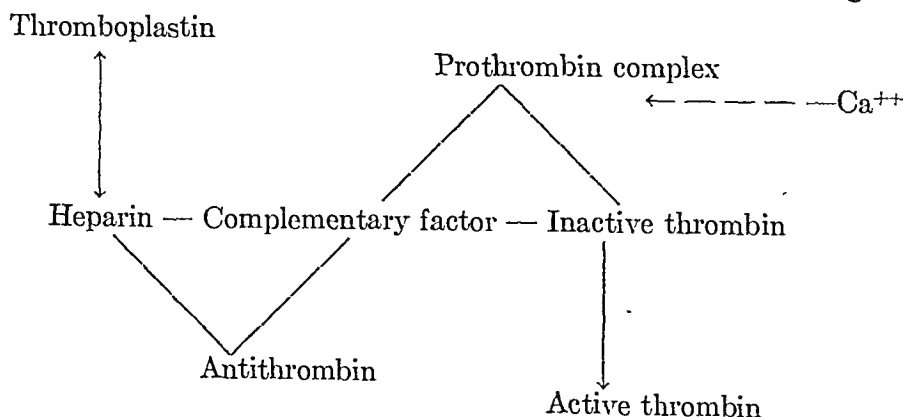 Thromboplastin
Prothrombin complex
Ca++
Heparin — Complementary factor — Inactive thrombin
Antithrombin
Active thrombin